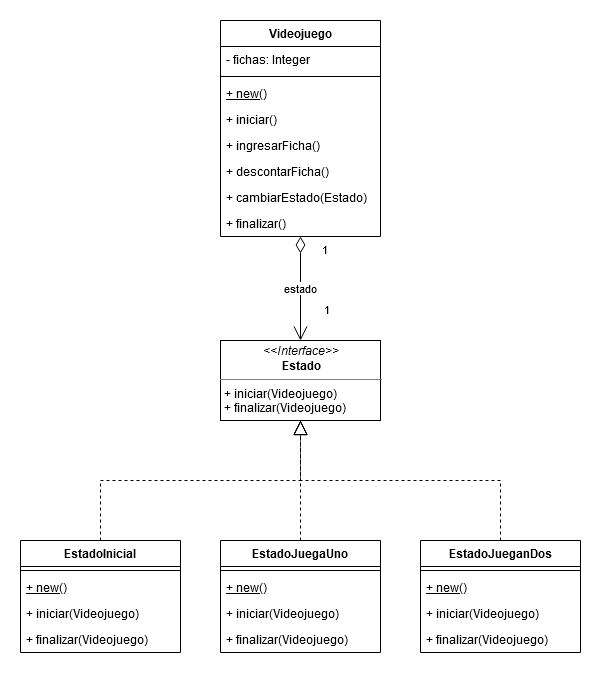 Videojuego
- fichas: Integer
+ new()
+ iniciar()
+ ingresarFicha()
+ descontarFicha()
+ cambiarEstado(Estado)
+ finalizar()
1
estado
1
<<Interface>>
Estado
+ iniciar(Videojuego)
+ finalizar(Videojuego)
EstadoInicial
+ new()
+ iniciar(Videojuego)
+ finalizar(Videojuego)
EstadoJuegaUno
+ new()
+ iniciar(Videojuego)
+ finalizar(Videojuego)
EstadoJueganDos
+ new()
+ iniciar(Videojuego)
+ finalizar(Videojuego)